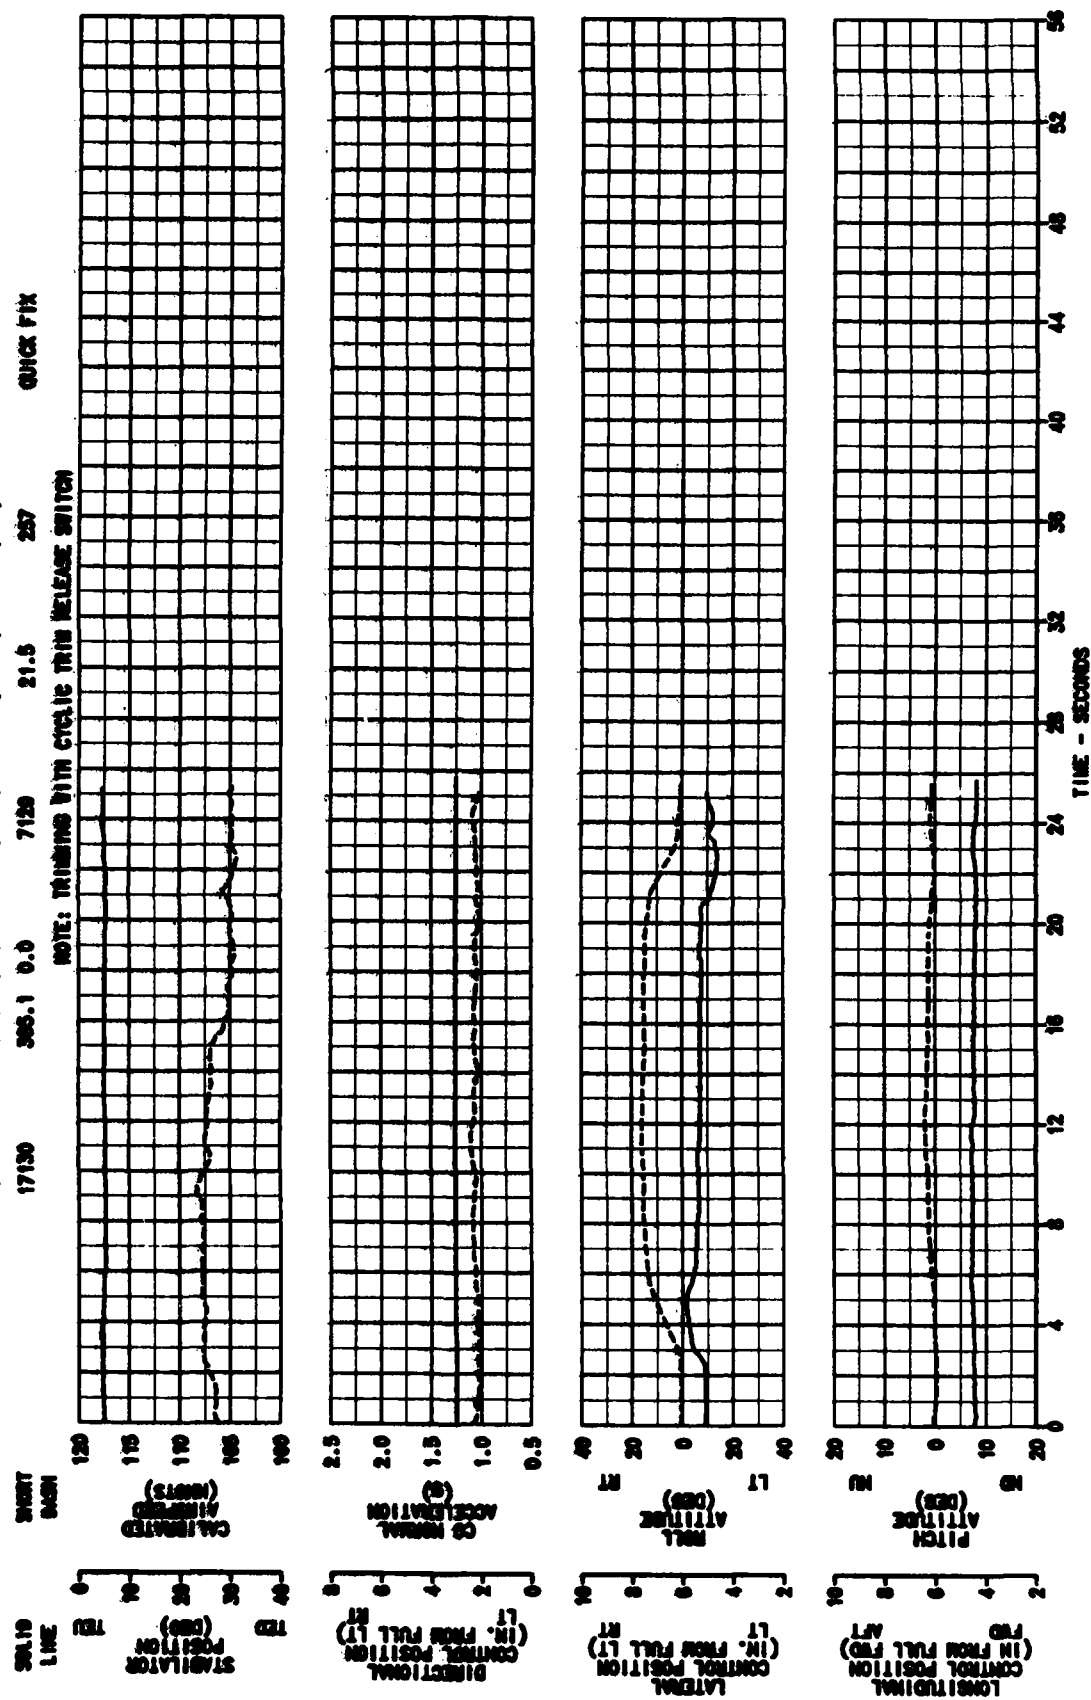 17130 385.1 0.0 7120 21.5 257 QUICK FIX
NOTE: TRIMMING WITH CYCLIC TRIM RELEASE SWITCH
SOLID LINE
SHORT DASH
STABILATOR POSITION (DEG)
TEU
TED
0 10 20 30 40
CALIBRATED AIRSPEED (KNOTS)
120 115 110 105 100
DIRECTIONAL CONTROL POSITION (IN. FROM FULL LT)
LT RT
8 6 4 2 0
CG NORMAL ACCELERATION (G)
2.5 2.0 1.5 1.0 0.5
LATERAL CONTROL POSITION (IN. FROM FULL LT)
LT RT
10 8 6 4 2
ROLL ATTITUDE (DEG)
LT RT
40 20 0 20 40
LONGITUDINAL CONTROL POSITION (IN FROM FULL FWD)
FWD AFT
10 8 6 4 2
PITCH ATTITUDE (DEG)
ND NU
20 10 0 10 20
0 4 8 12 16 20 24 28 32 36 40 44 48 52 56
TIME - SECONDS